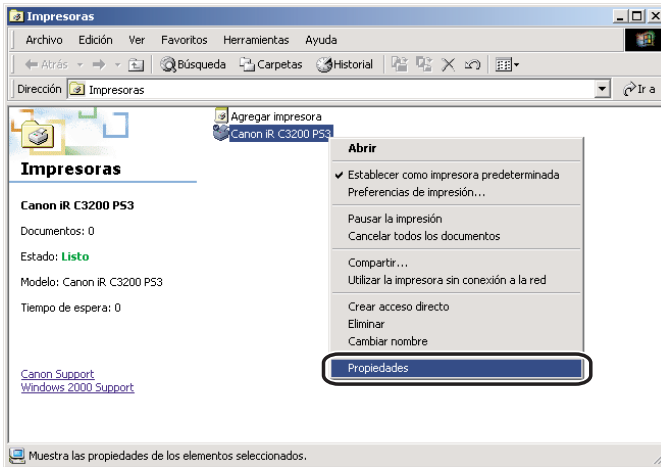 Impresoras
Archivo Edición Ver Favoritos Herramientas Ayuda
Atrás Búsqueda Carpetas Historial
Dirección Impresoras Ir a
Agregar impresora
Canon iR C3200 PS3
Impresoras
Canon iR C3200 PS3
Documentos: 0
Estado: Listo
Modelo: Canon iR C3200 PS3
Tiempo de espera: 0
Canon Support
Windows 2000 Support
Abrir
Establecer como impresora predeterminada
Preferencias de impresión...
Pausar la impresión
Cancelar todos los documentos
Compartir...
Utilizar la impresora sin conexión a la red
Crear acceso directo
Eliminar
Cambiar nombre
Propiedades
Muestra las propiedades de los elementos seleccionados.